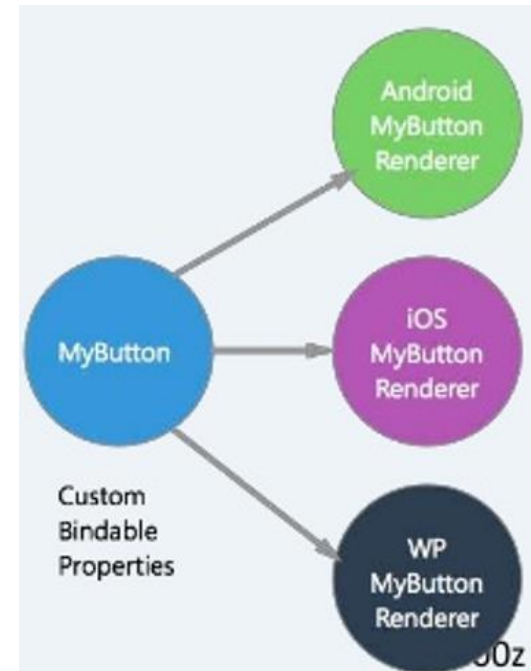 Android
MyButton
Renderer
MyButton
iOS
MyButton
Renderer
Custom
Bindable
Properties
WP
MyButton
Renderer